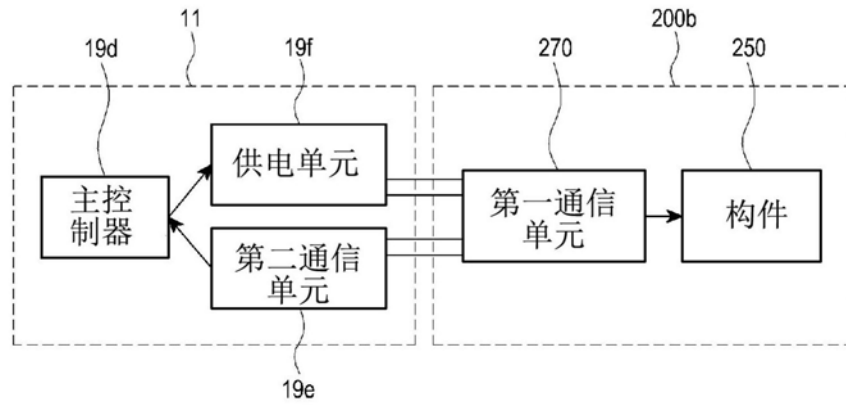 11
200b
19d
19f
270
250
供电单元
主控
制器
第一通信
单元
构件
第二通信
单元
19e